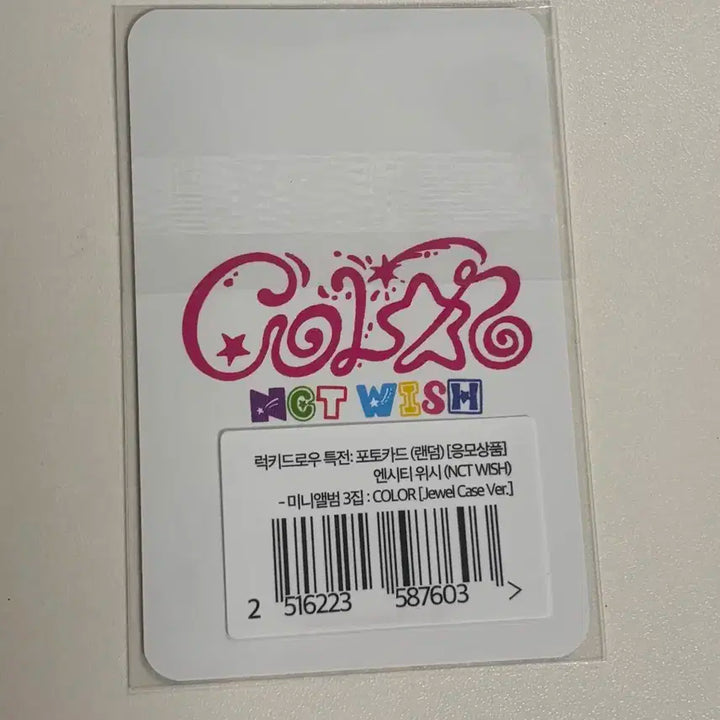 COLOR
NCT WISH
럭키드로우 특전: 포토카드 (랜덤) [응모상품]
엔시티 위시 (NCT WISH)
- 미니앨범 3집 : COLOR [Jewel Case Ver.]
2 516223 587603 >